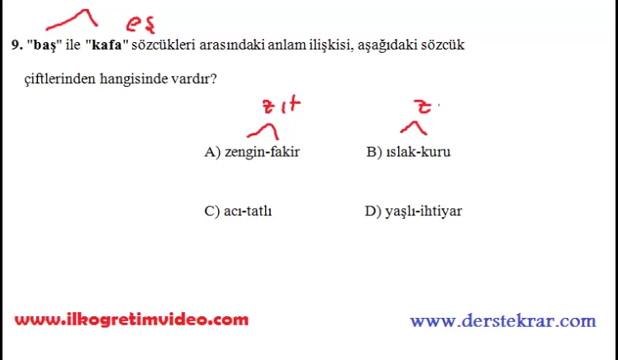 eş
9. "baş" ile "kafa" sözcükleri arasındaki anlam ilişkisi, aşağıdaki sözcük
çiftlerinden hangisinde vardır?
zıt z
A) zengin-fakir B) ıslak-kuru
C) acı-tatlı D) yaşlı-ihtiyar
www.ilkogretimvideo.com www.derstekrar.com